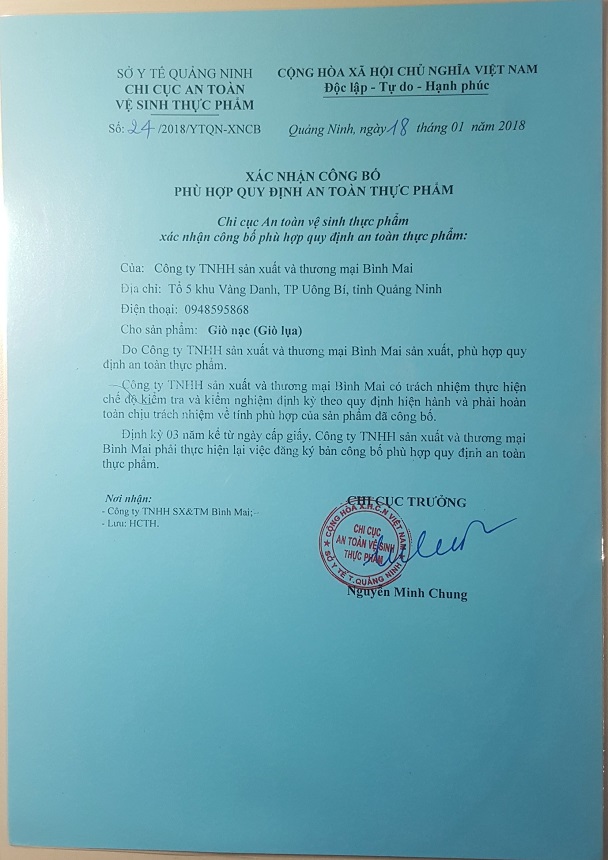 SỞ Y TẾ QUẢNG NINH
CHI CỤC AN TOÀN
VỆ SINH THỰC PHẨM
Số: 24 /2018/YTQN-XNCB
CỘNG HÒA XÃ HỘI CHỦ NGHĨA VIỆT NAM
Độc lập - Tự do - Hạnh phúc
Quảng Ninh, ngày 18 tháng 01 năm 2018
XÁC NHẬN CÔNG BỐ
PHÙ HỢP QUY ĐỊNH AN TOÀN THỰC PHẨM
Chi cục An toàn vệ sinh thực phẩm
xác nhận công bố phù hợp quy định an toàn thực phẩm:
Của: Công ty TNHH sản xuất và thương mại Bình Mai
Địa chỉ: Tổ 5 khu Vàng Danh, TP Uông Bí, tỉnh Quảng Ninh
Điện thoại: 0948595868
Cho sản phẩm: Giò nạc (Giò lụa)
Do Công ty TNHH sản xuất và thương mại Bình Mai sản xuất, phù hợp quy
định an toàn thực phẩm.
Công ty TNHH sản xuất và thương mại Bình Mai có trách nhiệm thực hiện
chế độ kiểm tra và kiểm nghiệm định kỳ theo quy định hiện hành và phải hoàn
toàn chịu trách nhiệm về tính phù hợp của sản phẩm đã công bố.
Định kỳ 03 năm kể từ ngày cấp giấy, Công ty TNHH sản xuất và thương mại
Bình Mai phải thực hiện lại việc đăng ký bản công bố phù hợp quy định an toàn
thực phẩm.
Nơi nhận:
- Công ty TNHH SX&TM Bình Mai;
- Lưu: HCTH.
CHI CỤC TRƯỞNG
CỘNG HÒA X.H.C.N VIỆT NAM
CHI CỤC
AN TOÀN VỆ SINH
THỰC PHẨM
SỞ Y TẾ T.QUẢNG NINH
Nguyễn Minh Chung